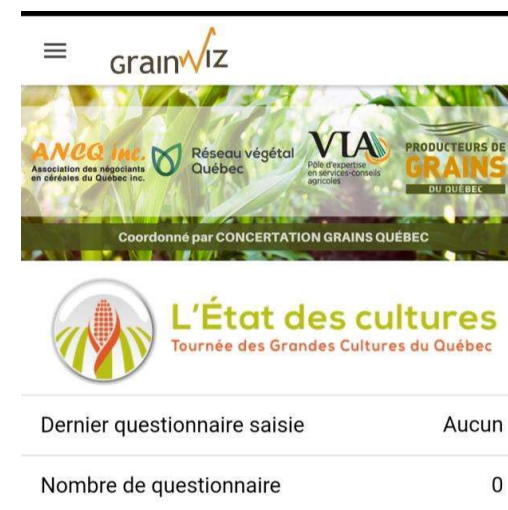 GrainWiz
ANCQ inc.
Association des négociants
en céréales du Québec inc.
Réseau végétal
Québec
VIA
Pôle d'expertise
en services-conseils
agricoles
PRODUCTEURS DE
GRAINS
DU QUÉBEC
Coordonné par CONCERTATION GRAINS QUÉBEC
L'État des cultures
Tournée des Grandes Cultures du Québec
Dernier questionnaire saisie Aucun
Nombre de questionnaire 0